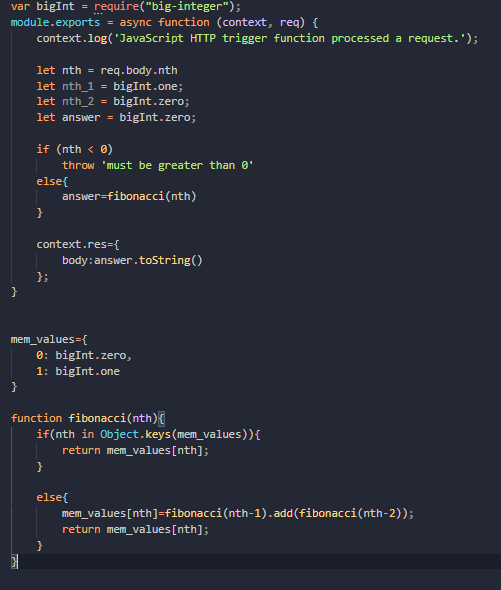 var bigInt = require("big-integer");
module.exports = async function (context, req) {
    context.log('JavaScript HTTP trigger function processed a request.');

    let nth = req.body.nth
    let nth_1 = bigInt.one;
    let nth_2 = bigInt.zero;
    let answer = bigInt.zero;

    if (nth < 0)
        throw 'must be greater than 0'
    else{
        answer=fibonacci(nth)
    }

    context.res={
        body:answer.toString()
    };
}


mem_values={
    0: bigInt.zero,
    1: bigInt.one
}

function fibonacci(nth){
    if(nth in Object.keys(mem_values)){
        return mem_values[nth];
    }

    else{
        mem_values[nth]=fibonacci(nth-1).add(fibonacci(nth-2));
        return mem_values[nth];
    }
}